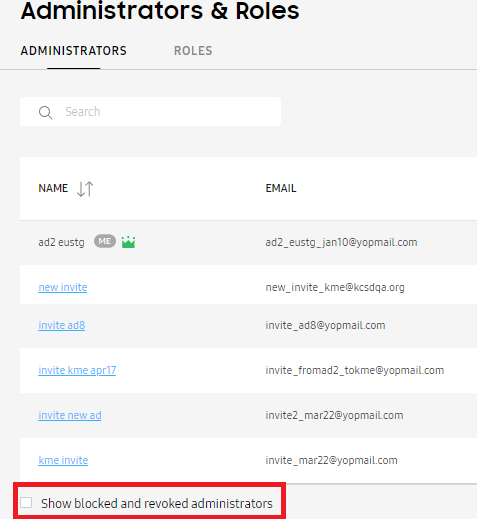 Administrators & Roles
ADMINISTRATORS ROLES
Search
NAME EMAIL
ad2 eustg ME ad2_eustg_jan10@yopmail.com
new invite new_invite_kme@kcsdqa.org
invite ad8 invite_ad8@yopmail.com
invite kme apr17 invite_fromad2_tokme@yopmail.com
invite new ad invite2_mar22@yopmail.com
kme invite invite_mar22@yopmail.com
Show blocked and revoked administrators